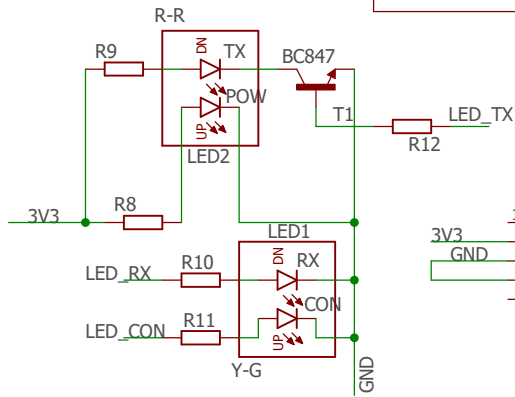 R-R
R9
DN
TX
BC847
POW
UP
T1
LED_TX
R12
LED2
3V3
R8
LED1
3V3
GND
DN
LED_RX
R10
RX
CON
LED_CON
R11
UP
Y-G
GND